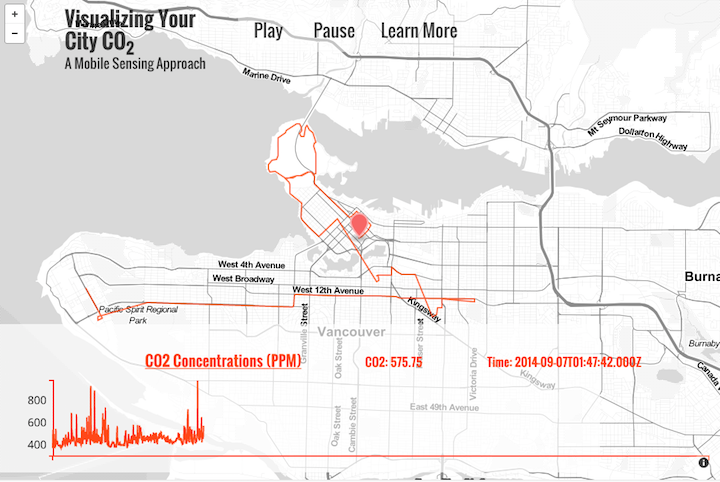 +
−
Visualizing Your
City CO2
A Mobile Sensing Approach
Play
Pause
Learn More
Marine Drive
Mt Seymour Parkway
Dollarton Highway
West 4th Avenue
West Broadway
West 12th Avenue
Burna
Pacific Spirit Regional
Park
Kingsway
Granville Street
Vancouver
Oak Street
Fraser Street
Victoria Drive
Burnaby
Canada
CO2 Concentrations (PPM)
CO2: 575.75
Time: 2014-09-07T01:47:42.000Z
Kingsway
800
600
400
East 49th Avenue
Oak Street
Cambie Street
i